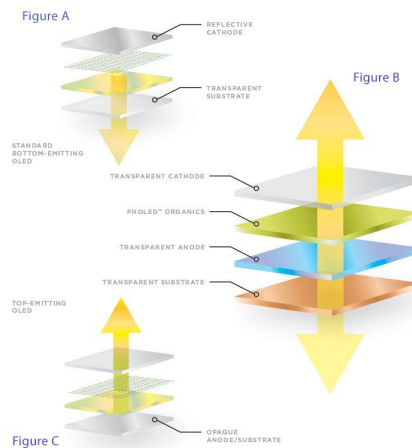 Figure A
REFLECTIVE
CATHODE
TRANSPARENT
SUBSTRATE
STANDARD
BOTTOM-EMITTING
OLED
Figure B
TRANSPARENT CATHODE
PHOLED™ ORGANICS
TRANSPARENT ANODE
TRANSPARENT SUBSTRATE
TOP-EMITTING
OLED
OPAQUE
ANODE/SUBSTRATE
Figure C